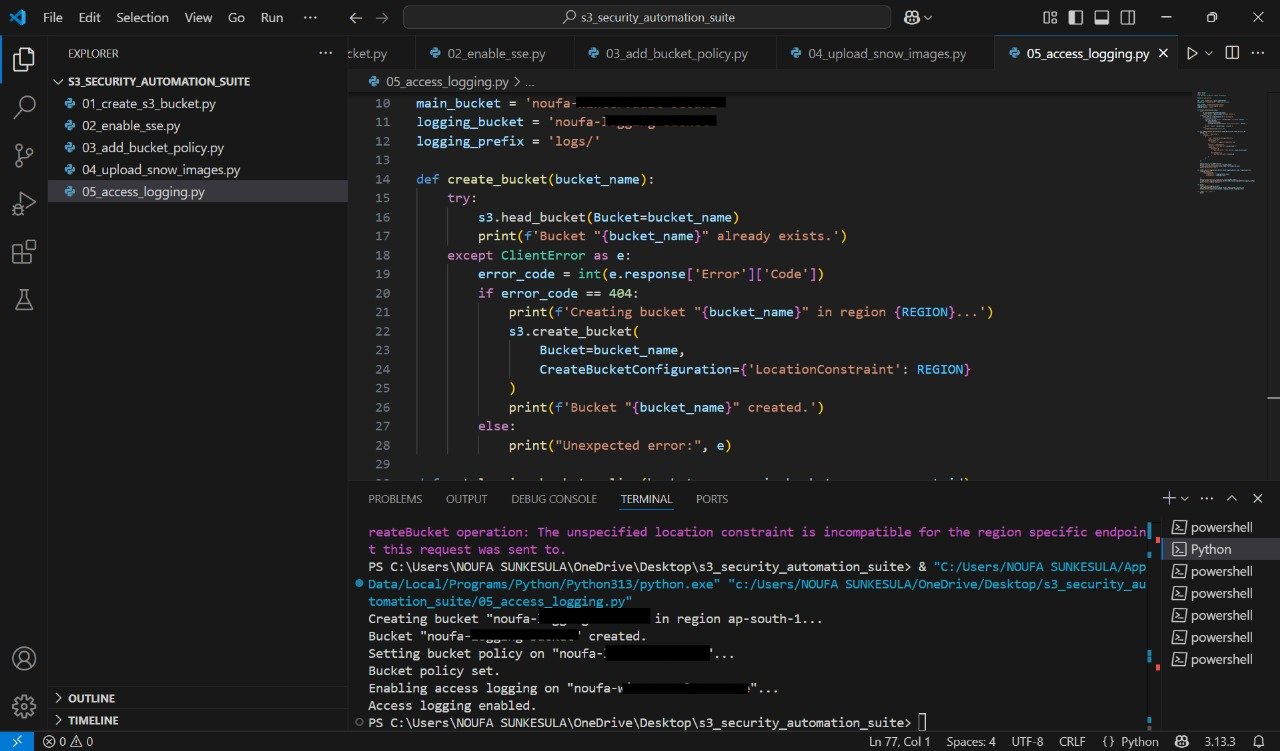 File Edit Selection View Go Run ··· s3_security_automation_suite
EXPLORER
S3_SECURITY_AUTOMATION_SUITE
01_create_s3_bucket.py
02_enable_sse.py
03_add_bucket_policy.py
04_upload_snow_images.py
05_access_logging.py
OUTLINE
TIMELINE
cket.py 02_enable_sse.py 03_add_bucket_policy.py 04_upload_snow_images.py 05_access_logging.py
05_access_logging.py > ...
10 main_bucket = 'noufa-
11 logging_bucket = 'noufa-
12 logging_prefix = 'logs/'
13
14 def create_bucket(bucket_name):
15 try:
16 s3.head_bucket(Bucket=bucket_name)
17 print(f'Bucket "{bucket_name}" already exists.')
18 except ClientError as e:
19 error_code = int(e.response['Error']['Code'])
20 if error_code == 404:
21 print(f'Creating bucket "{bucket_name}" in region {REGION}...')
22 s3.create_bucket(
23 Bucket=bucket_name,
24 CreateBucketConfiguration={'LocationConstraint': REGION}
25 )
26 print(f'Bucket "{bucket_name}" created.')
27 else:
28 print("Unexpected error:", e)
29
PROBLEMS OUTPUT DEBUG CONSOLE TERMINAL PORTS
reateBucket operation: The unspecified location constraint is incompatible for the region specific endpoin
t this request was sent to.
PS C:\Users\NOUFA SUNKESULA\OneDrive\Desktop\s3_security_automation_suite> & "C:/Users/NOUFA SUNKESULA/App
Data/Local/Programs/Python/Python313/python.exe" "c:/Users/NOUFA SUNKESULA/OneDrive/Desktop/s3_security_au
tomation_suite/05_access_logging.py"
Creating bucket "noufa- in region ap-south-1...
Bucket "noufa- created.
Setting bucket policy on "noufa- '...
Bucket policy set.
Enabling access logging on "noufa- "...
Access logging enabled.
PS C:\Users\NOUFA SUNKESULA\OneDrive\Desktop\s3_security_automation_suite>
powershell
Python
powershell
powershell
powershell
powershell
powershell
0 0 Ln 77, Col 1 Spaces: 4 UTF-8 CRLF {} Python 3.13.3